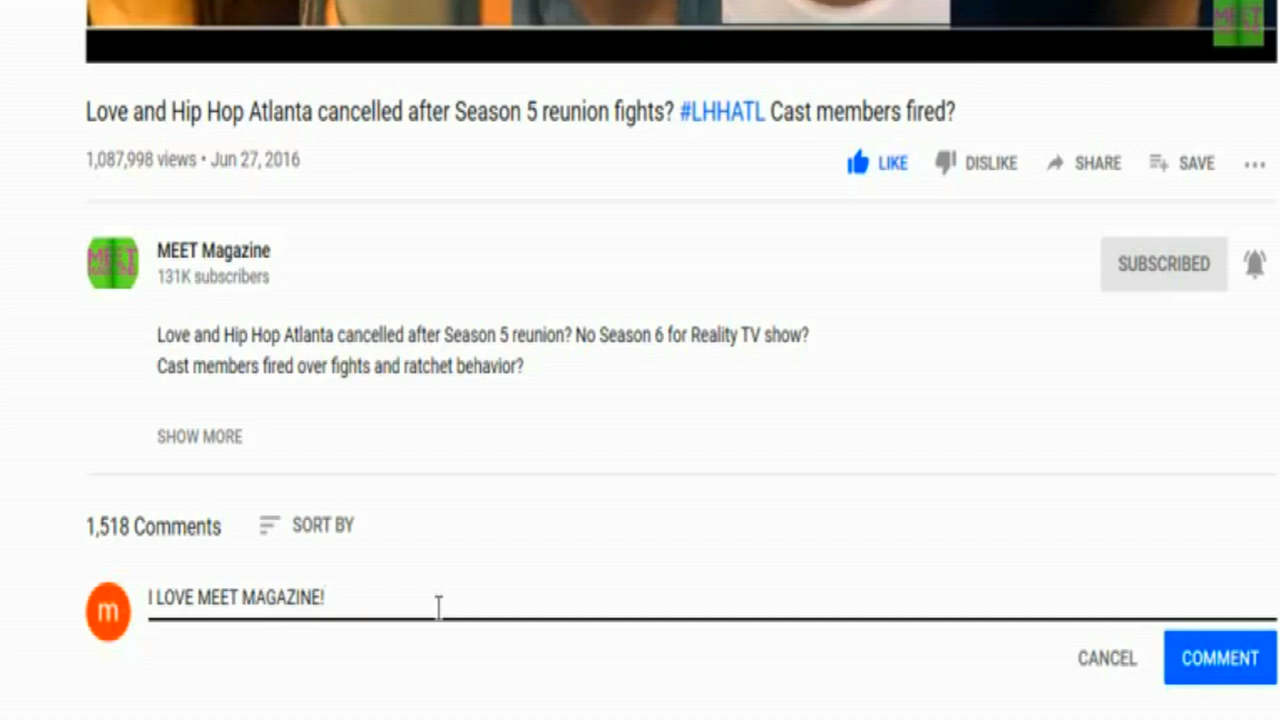 MEET
Love and Hip Hop Atlanta cancelled after Season 5 reunion fights? #LHHATL Cast members fired?
1,087,998 views • Jun 27, 2016
LIKE DISLIKE SHARE SAVE
MEET Magazine
131K subscribers
SUBSCRIBED
Love and Hip Hop Atlanta cancelled after Season 5 reunion? No Season 6 for Reality TV show?
Cast members fired over fights and ratchet behavior?
SHOW MORE
1,518 Comments SORT BY
m
I LOVE MEET MAGAZINE!
CANCEL COMMENT